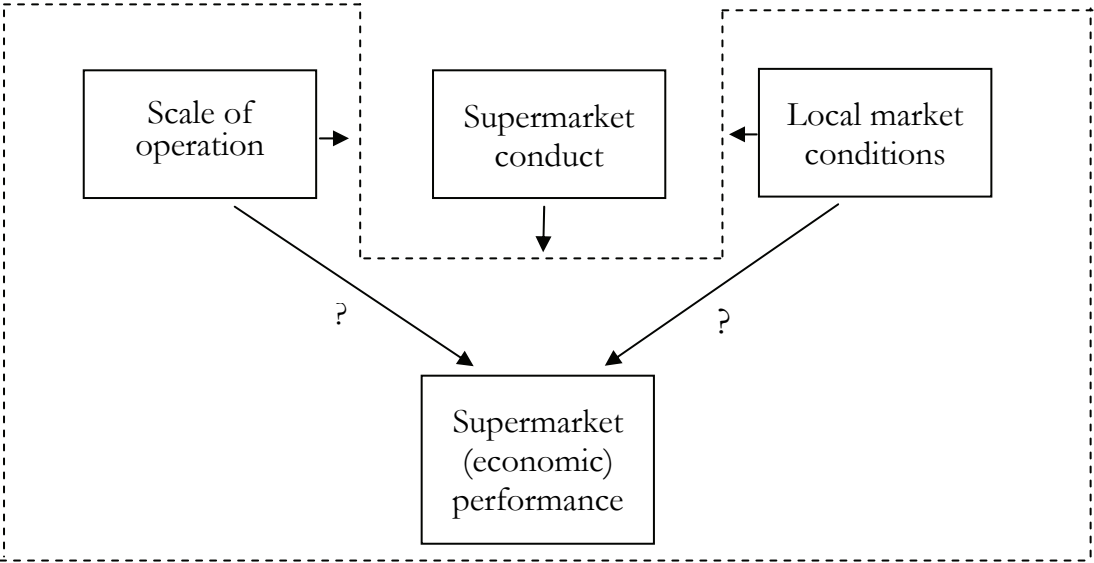 Scale of
operation
Supermarket
conduct
Local market
conditions
?
?
Supermarket
(economic)
performance